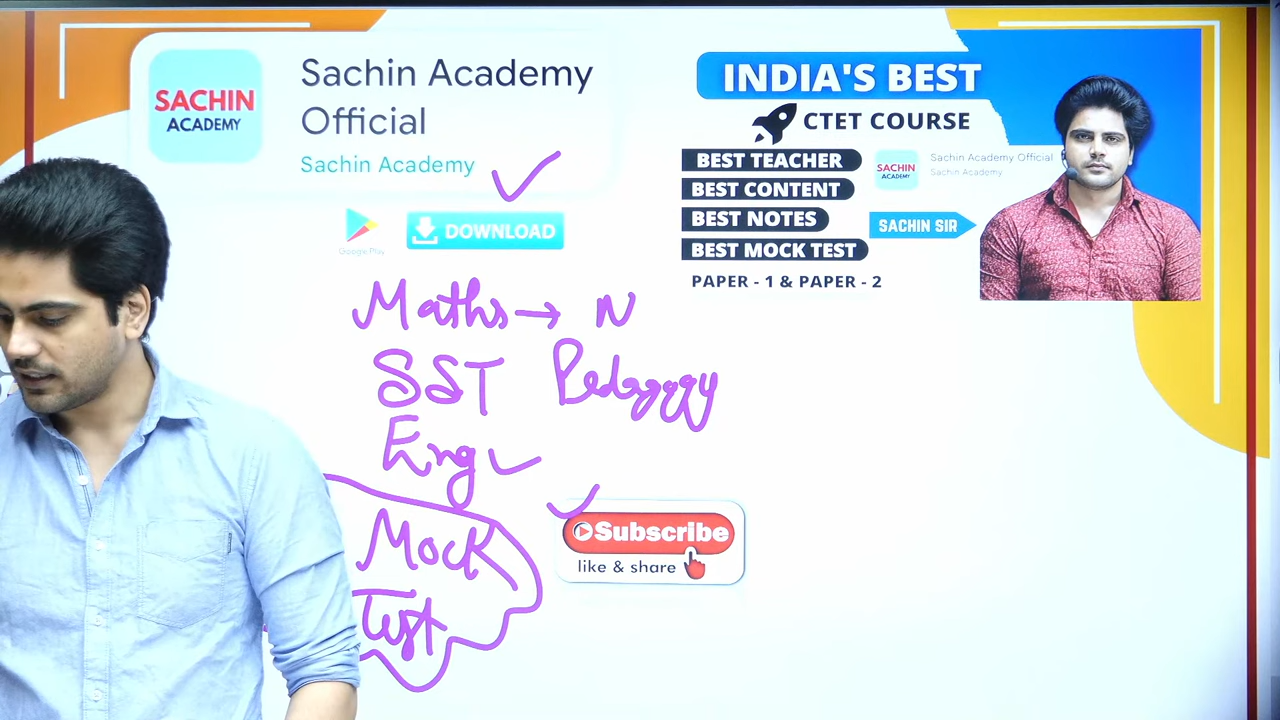 SACHIN
ACADEMY
Sachin Academy
Official
Sachin Academy
Google Play
DOWNLOAD
INDIA'S BEST
CTET COURSE
BEST TEACHER
BEST CONTENT
BEST NOTES
BEST MOCK TEST
PAPER - 1 & PAPER - 2
SACHIN
ACADEMY
Sachin Academy Official
Sachin Academy
SACHIN SIR
Maths → N
SST Pedagogy
Eng
Mock
Test
Subscribe
like & share